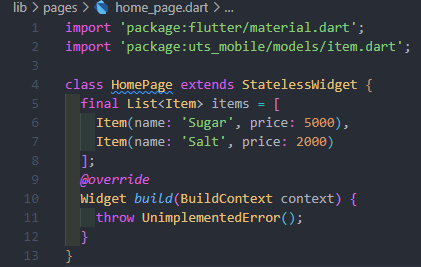 lib > pages > home_page.dart > ...
1 import 'package:flutter/material.dart';
2 import 'package:uts_mobile/models/item.dart';
3
4 class HomePage extends StatelessWidget {
5   final List<Item> items = [
6     Item(name: 'Sugar', price: 5000),
7     Item(name: 'Salt', price: 2000)
8   ];
9   @override
10   Widget build(BuildContext context) {
11     throw UnimplementedError();
12   }
13 }